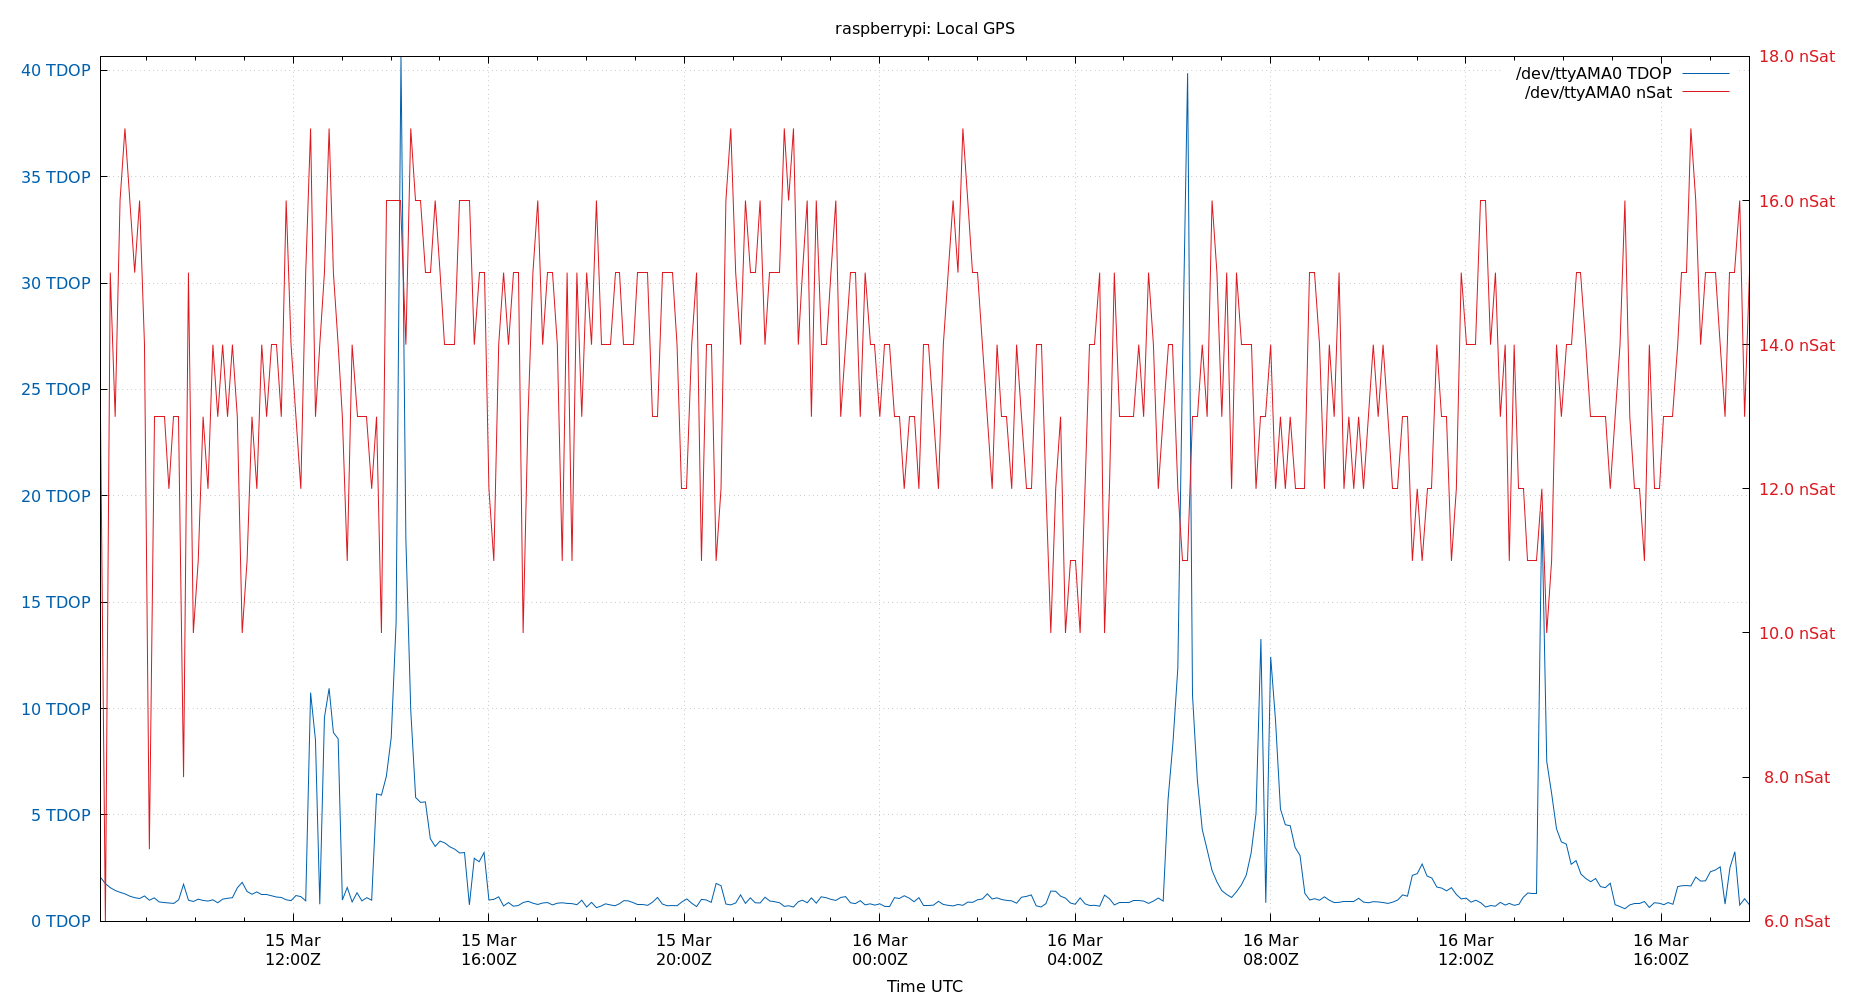 raspberrypi: Local GPS
/dev/ttyAMA0 TDOP
/dev/ttyAMA0 nSat
40 TDOP
35 TDOP
30 TDOP
25 TDOP
20 TDOP
15 TDOP
10 TDOP
5 TDOP
0 TDOP
18.0 nSat
16.0 nSat
14.0 nSat
12.0 nSat
10.0 nSat
8.0 nSat
6.0 nSat
15 Mar
12:00Z
15 Mar
16:00Z
15 Mar
20:00Z
16 Mar
00:00Z
16 Mar
04:00Z
16 Mar
08:00Z
16 Mar
12:00Z
16 Mar
16:00Z
Time UTC